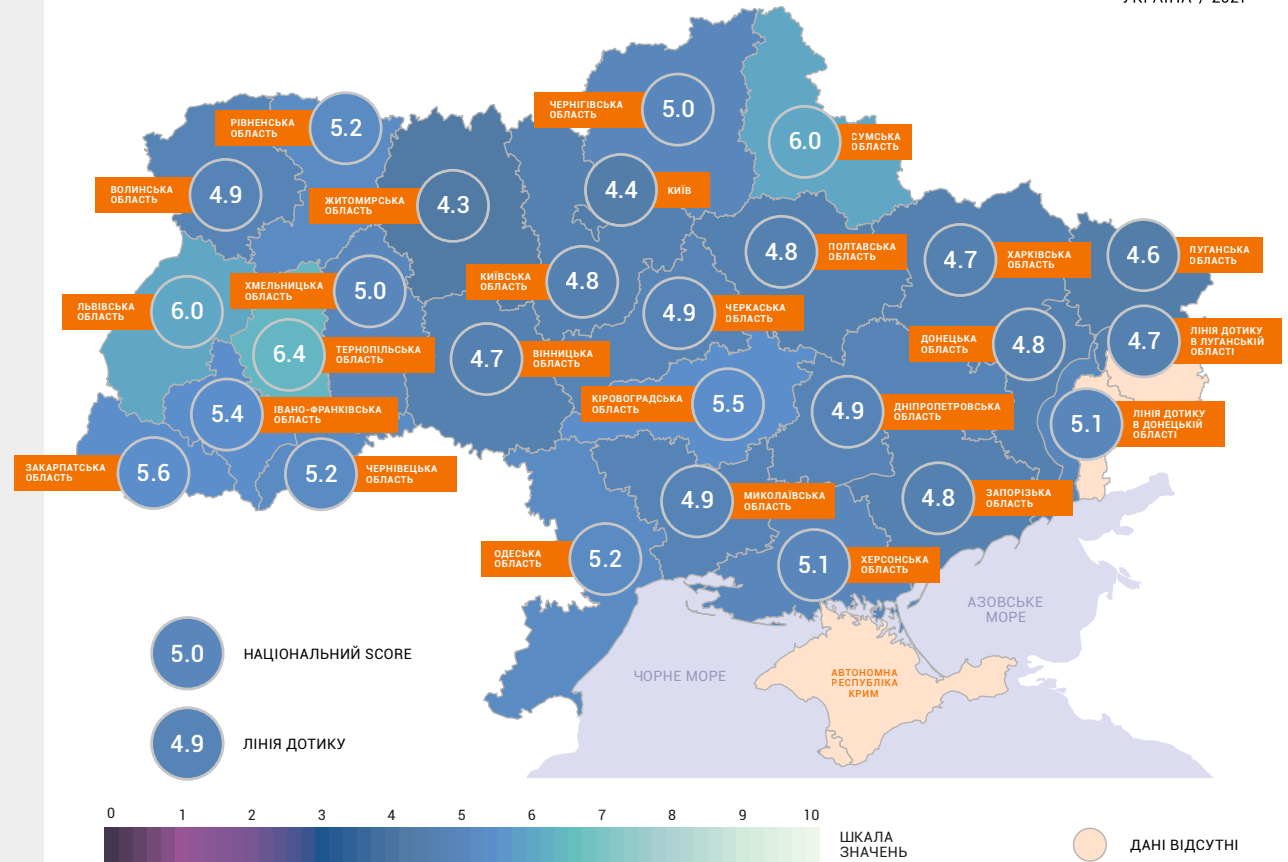 УКРАЇНА / 2021
РІВНЕНСЬКА
ОБЛАСТЬ
5.2
ЧЕРНІГІВСЬКА
ОБЛАСТЬ
5.0
6.0
СУМСЬКА
ОБЛАСТЬ
ВОЛИНСЬКА
ОБЛАСТЬ
4.9
ЖИТОМИРСЬКА
ОБЛАСТЬ
4.3
4.4
КИЇВ
4.8
ПОЛТАВСЬКА
ОБЛАСТЬ
4.7
ХАРКІВСЬКА
ОБЛАСТЬ
4.6
ЛУГАНСЬКА
ОБЛАСТЬ
ЛЬВІВСЬКА
ОБЛАСТЬ
6.0
ХМЕЛЬНИЦЬКА
ОБЛАСТЬ
5.0
КИЇВСЬКА
ОБЛАСТЬ
4.8
4.9
ЧЕРКАСЬКА
ОБЛАСТЬ
ДОНЕЦЬКА
ОБЛАСТЬ
4.8
4.7
ЛІНІЯ ДОТИКУ
В ЛУГАНСЬКІЙ
ОБЛАСТІ
6.4
ТЕРНОПІЛЬСЬКА
ОБЛАСТЬ
4.7
ВІННИЦЬКА
ОБЛАСТЬ
5.4
ІВАНО-ФРАНКІВСЬКА
ОБЛАСТЬ
КІРОВОГРАДСЬКА
ОБЛАСТЬ
5.5
4.9
ДНІПРОПЕТРОВСЬКА
ОБЛАСТЬ
5.1
ЛІНІЯ ДОТИКУ
В ДОНЕЦЬКІЙ
ОБЛАСТІ
ЗАКАРПАТСЬКА
ОБЛАСТЬ
5.6
5.2
ЧЕРНІВЕЦЬКА
ОБЛАСТЬ
4.9
МИКОЛАЇВСЬКА
ОБЛАСТЬ
4.8
ЗАПОРІЗЬКА
ОБЛАСТЬ
ОДЕСЬКА
ОБЛАСТЬ
5.2
5.1
ХЕРСОНСЬКА
ОБЛАСТЬ
АЗОВСЬКЕ
МОРЕ
ЧОРНЕ МОРЕ
АВТОНОМНА
РЕСПУБЛІКА
КРИМ
5.0 НАЦІОНАЛЬНИЙ SCORE
4.9 ЛІНІЯ ДОТИКУ
0 1 2 3 4 5 6 7 8 9 10
ШКАЛА
ЗНАЧЕНЬ
ДАНІ ВІДСУТНІ